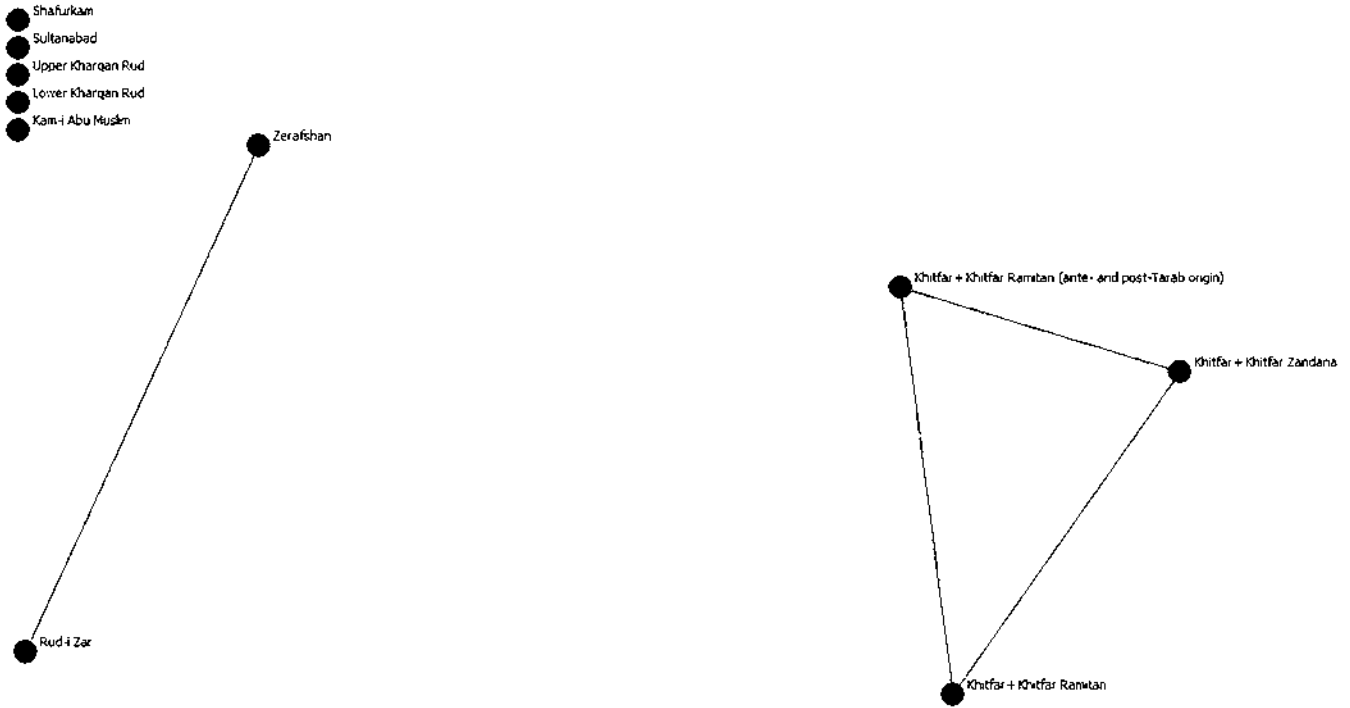 Shafurkam
Sultanabad
Upper Kharqan Rud
Lower Kharqan Rud
Kam-i Abu Muslim
Zerafshan
Khitfar + Khitfar Ramitan (ante- and post-Tarab origin)
Khitfar + Khitfar Zandana
Rud-i Zar
Khitfar + Khitfar Ramitan